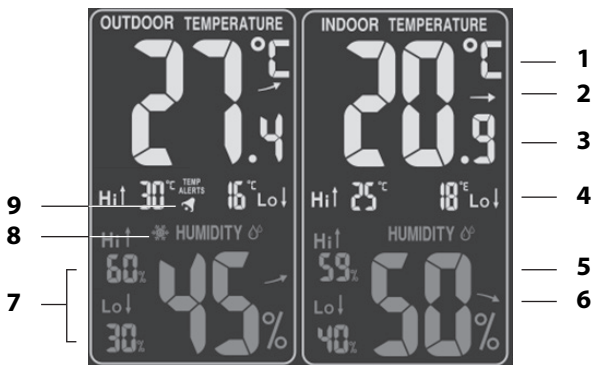 OUTDOOR TEMPERATURE
27.4 °C
Hi↑ 30°C TEMP ALERTS 16°C Lo↓
HUMIDITY
Hi↑
60%
45%
Lo↓
30%
INDOOR TEMPERATURE
20.9 °C
Hi↑ 25°C 18°E Lo↓
HUMIDITY
Hi↑
59%
50%
Lo↓
40%
1
2
3
4
5
6
9
8
7